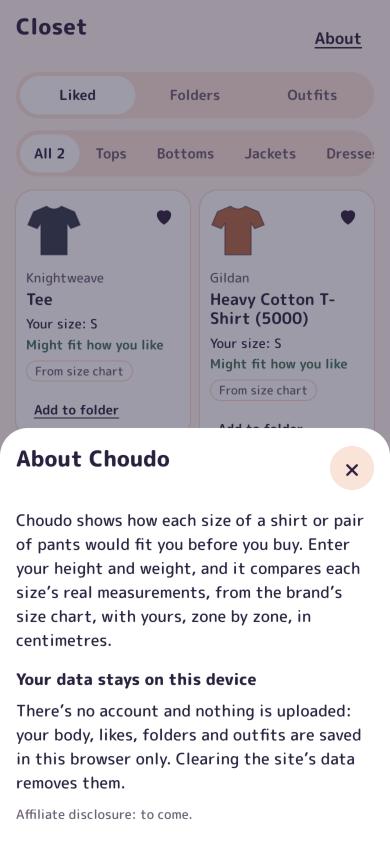 Closet
About
Liked
Folders
Outfits
All 2
Tops
Bottoms
Jackets
Dresses
Knightweave
Tee
Your size: S
Might fit how you like
From size chart
Add to folder
Gildan
Heavy Cotton T-
Shirt (5000)
Your size: S
Might fit how you like
From size chart
Add to folder
About Choudo
Choudo shows how each size of a shirt or pair
of pants would fit you before you buy. Enter
your height and weight, and it compares each
size’s real measurements, from the brand’s
size chart, with yours, zone by zone, in
centimetres.
Your data stays on this device
There’s no account and nothing is uploaded:
your body, likes, folders and outfits are saved
in this browser only. Clearing the site’s data
removes them.
Affiliate disclosure: to come.